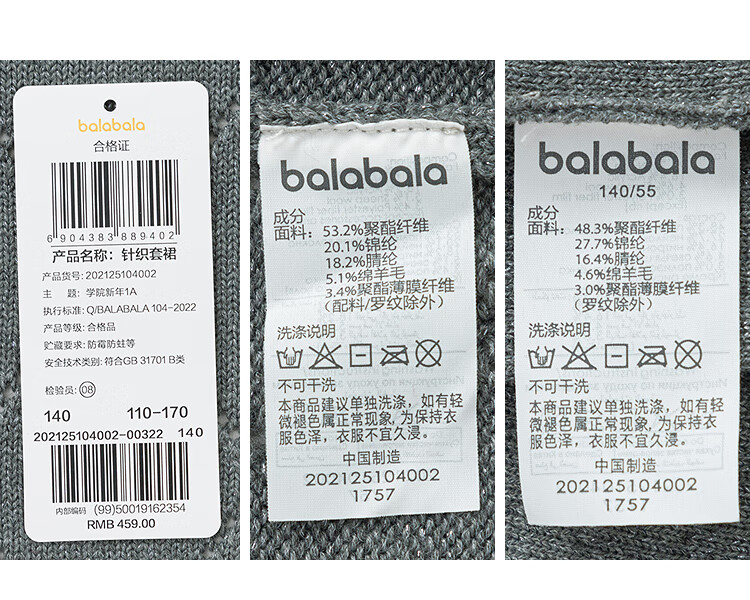 balabala
合格证
6 904383 889402
产品名称: 针织套裙
产品货号: 202125104002
主 题: 学院新年1A
执行标准: Q/BALABALA 104-2022
产品等级: 合格品
贮藏要求: 防霉防蛀等
安全技术类别: 符合GB 31701 B类
检验员: 08
140 110-170
202125104002-00322 140
内部编码 (99)50019162354
RMB 459.00
balabala
成分
面料: 53.2%聚酯纤维
20.1%锦纶
18.2%腈纶
5.1%绵羊毛
3.4%聚酯薄膜纤维
(配料/罗纹除外)
洗涤说明
不可干洗
本商品建议单独洗涤, 如有轻
微褪色属正常现象, 为保持衣
服色泽, 衣服不宜久浸。
中国制造
202125104002
1757
balabala
140/55
成分
面料: 48.3%聚酯纤维
27.7%锦纶
16.4%腈纶
4.6%绵羊毛
3.0%聚酯薄膜纤维
(罗纹除外)
洗涤说明
不可干洗
本商品建议单独洗涤, 如有轻
微褪色属正常现象, 为保持衣
服色泽, 衣服不宜久浸。
中国制造
202125104002
1757